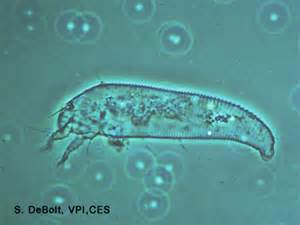 S. DeBolt, VPI,CES